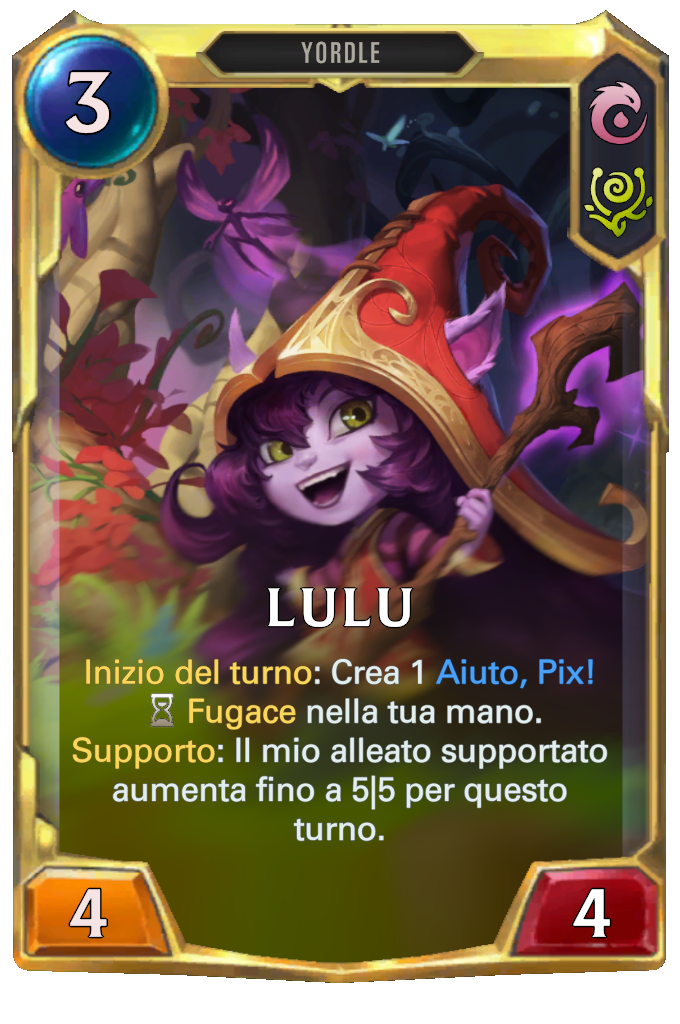 YORDLE
3
LULU
Inizio del turno: Crea 1 Aiuto, Pix!
Fugace nella tua mano.
Supporto: Il mio alleato supportato
aumenta fino a 5|5 per questo
turno.
4
4